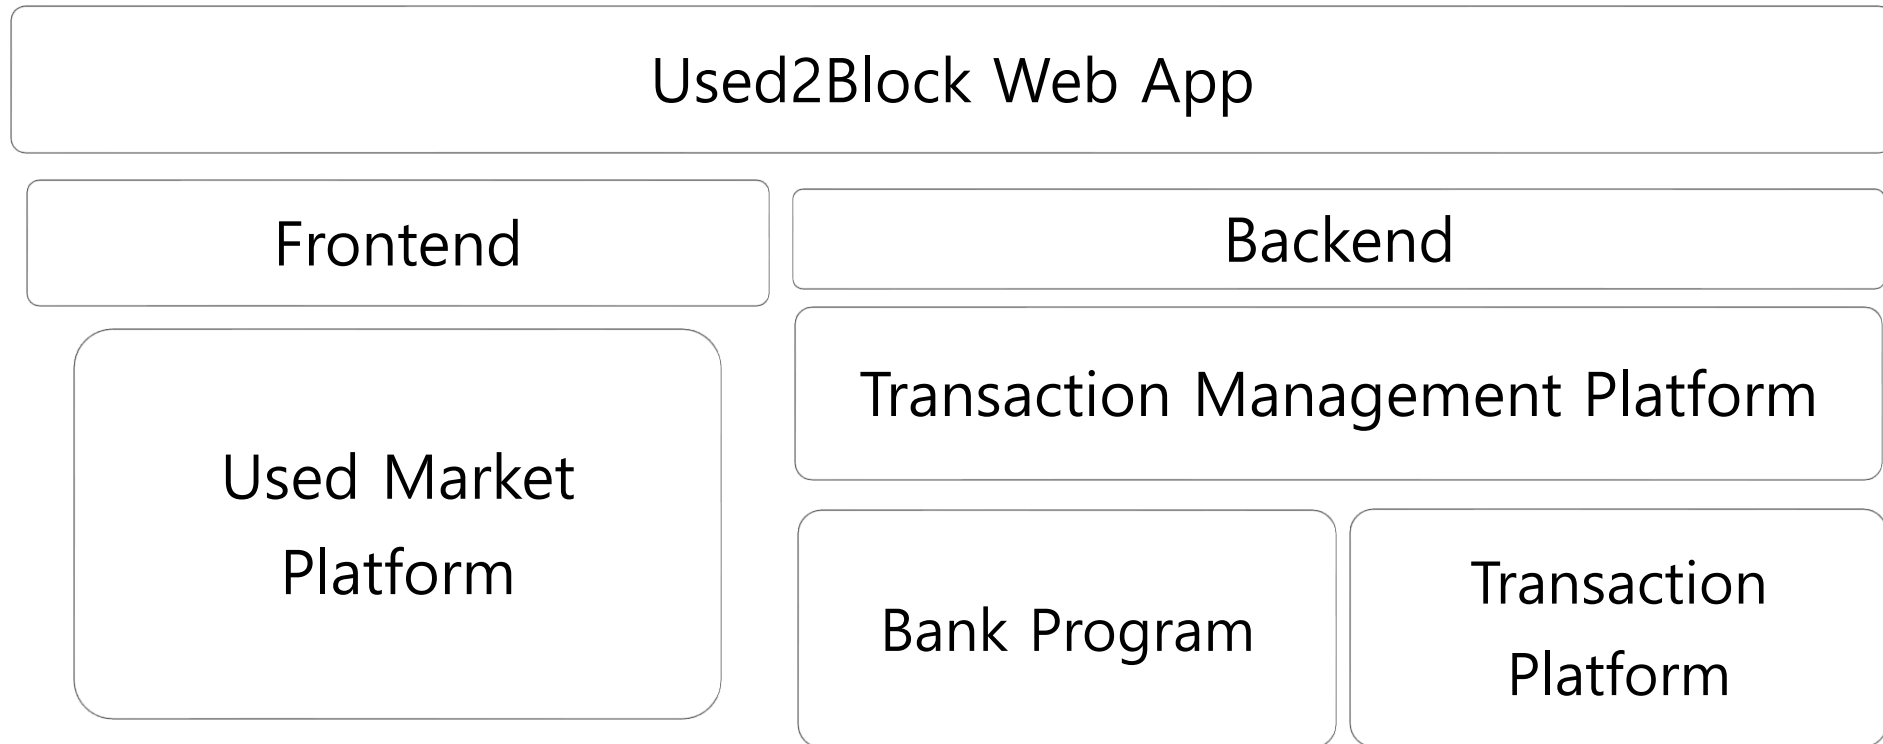 Used2Block Web App
Frontend
Backend
Used Market
Platform
Transaction Management Platform
Bank Program
Transaction
Platform